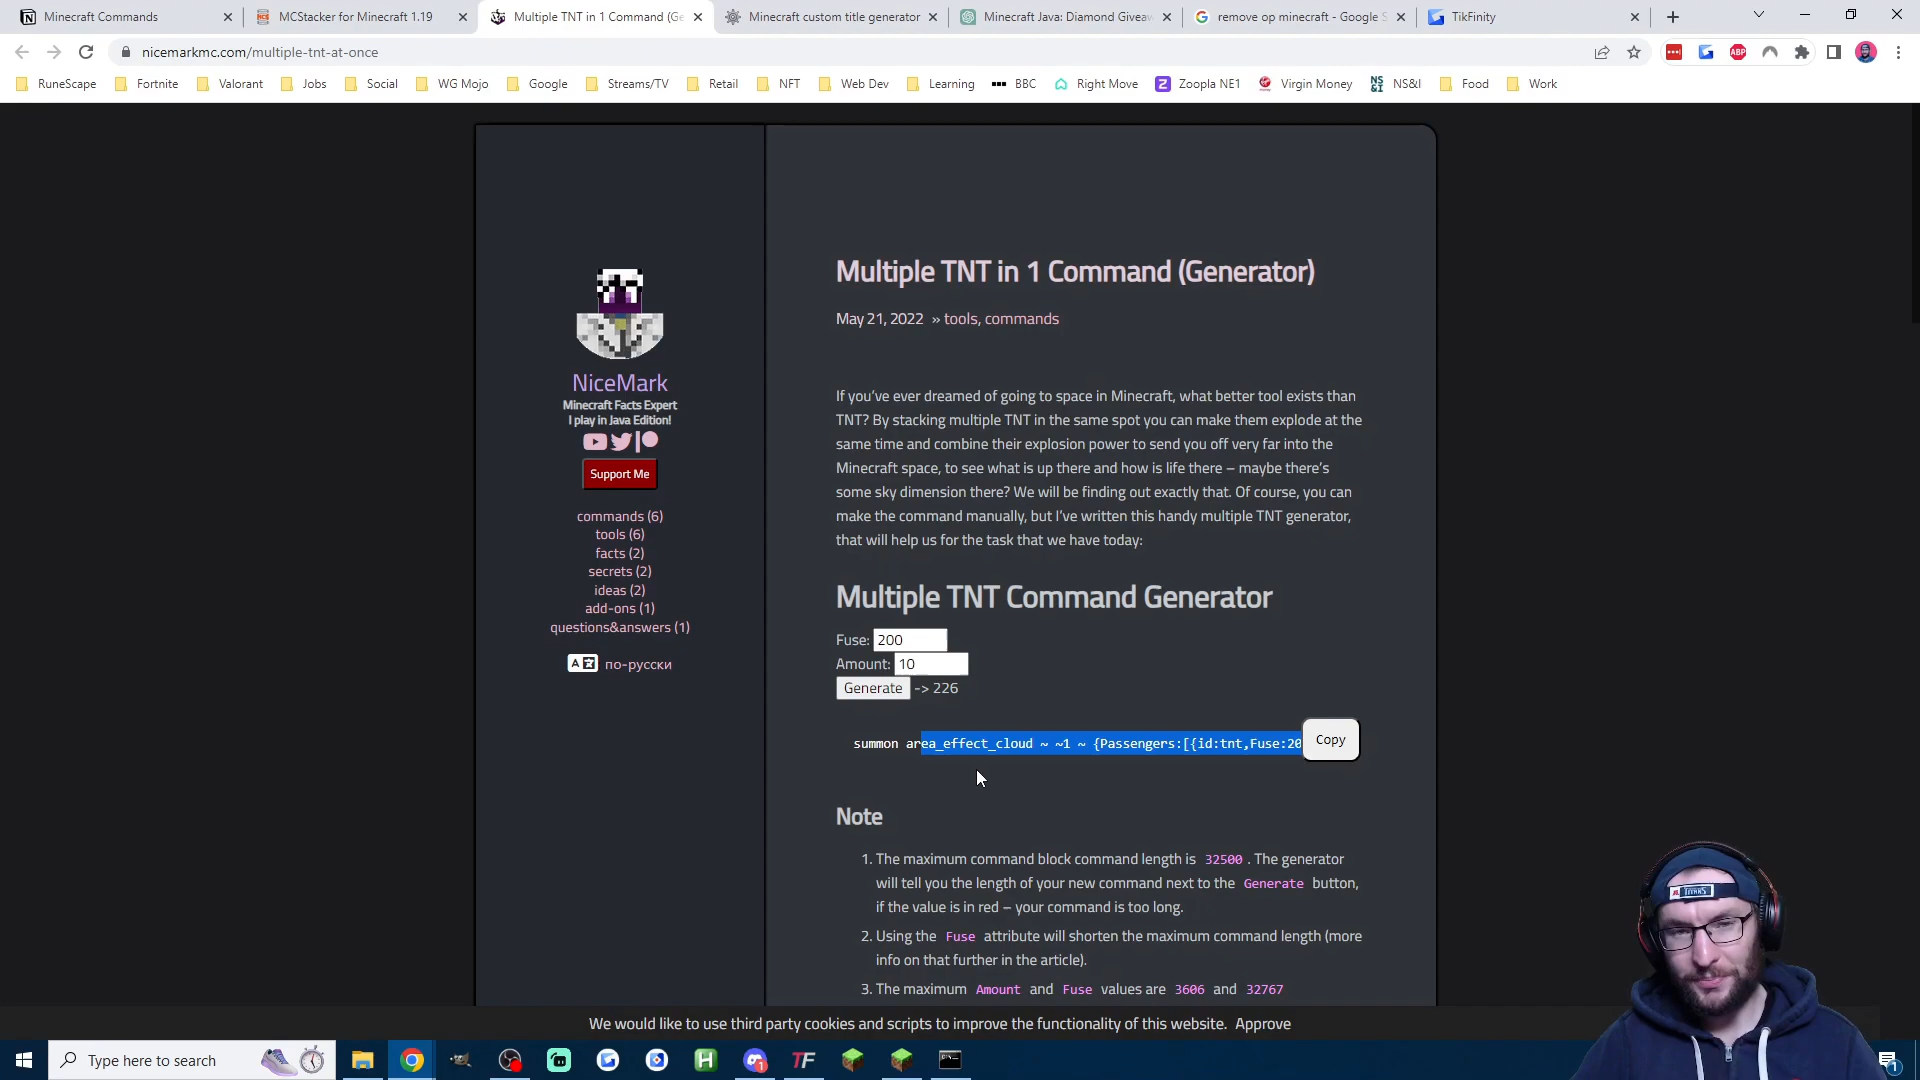 Minecraft Commands
MCStacker for Minecraft 1.19
Multiple TNT in 1 Command (Ge
Minecraft custom title generator
Minecraft Java: Diamond Giveaw
remove op minecraft - Google S
TikFinity
nicemarkmc.com/multiple-tnt-at-once
ABP
RuneScape
Fortnite
Valorant
Jobs
Social
WG Mojo
Google
Streams/TV
Retail
NFT
Web Dev
Learning
BBC
Right Move
Zoopla NE1
Virgin Money
NS&I
Food
Work
NiceMark
Minecraft Facts Expert
I play in Java Edition!
Support Me
commands (6)
tools (6)
facts (2)
secrets (2)
ideas (2)
add-ons (1)
questions&answers (1)
по-русски
Multiple TNT in 1 Command (Generator)
May 21, 2022 » tools, commands
If you’ve ever dreamed of going to space in Minecraft, what better tool exists than
TNT? By stacking multiple TNT in the same spot you can make them explode at the
same time and combine their explosion power to send you off very far into the
Minecraft space, to see what is up there and how is life there – maybe there’s
some sky dimension there? We will be finding out exactly that. Of course, you can
make the command manually, but I’ve written this handy multiple TNT generator,
that will help us for the task that we have today:
Multiple TNT Command Generator
Fuse: 200
Amount: 10
Generate -> 226
summon area_effect_cloud ~ ~1 ~ {Passengers:[{id:tnt,Fuse:20
Copy
Note
1. The maximum command block command length is 32500 . The generator
will tell you the length of your new command next to the Generate button,
if the value is in red – your command is too long.
2. Using the Fuse attribute will shorten the maximum command length (more
info on that further in the article).
3. The maximum Amount and Fuse values are 3606 and 32767
We would like to use third party cookies and scripts to improve the functionality of this website. Approve
Type here to search